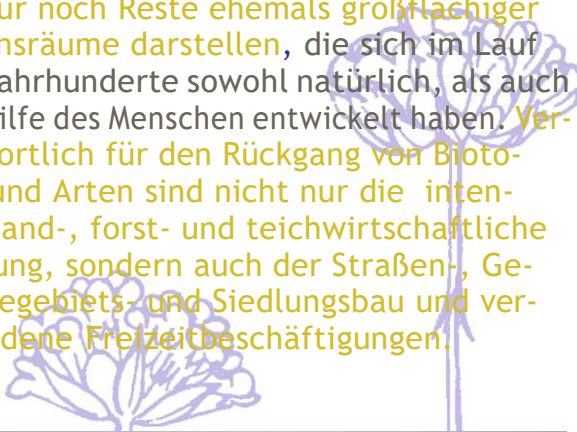 ur noch Reste ehemals großflächiger
nsräume darstellen, die sich im Lauf
ahrhunderte sowohl natürlich, als auch
ilfe des Menschen entwickelt haben. Ver-
ortlich für den Rückgang von Bioto-
und Arten sind nicht nur die inten-
and-, forst- und teichwirtschaftliche
ung, sondern auch der Straßen-, Ge-
egebiets- und Siedlungsbau und ver-
dene Freizeitbeschäftigungen.